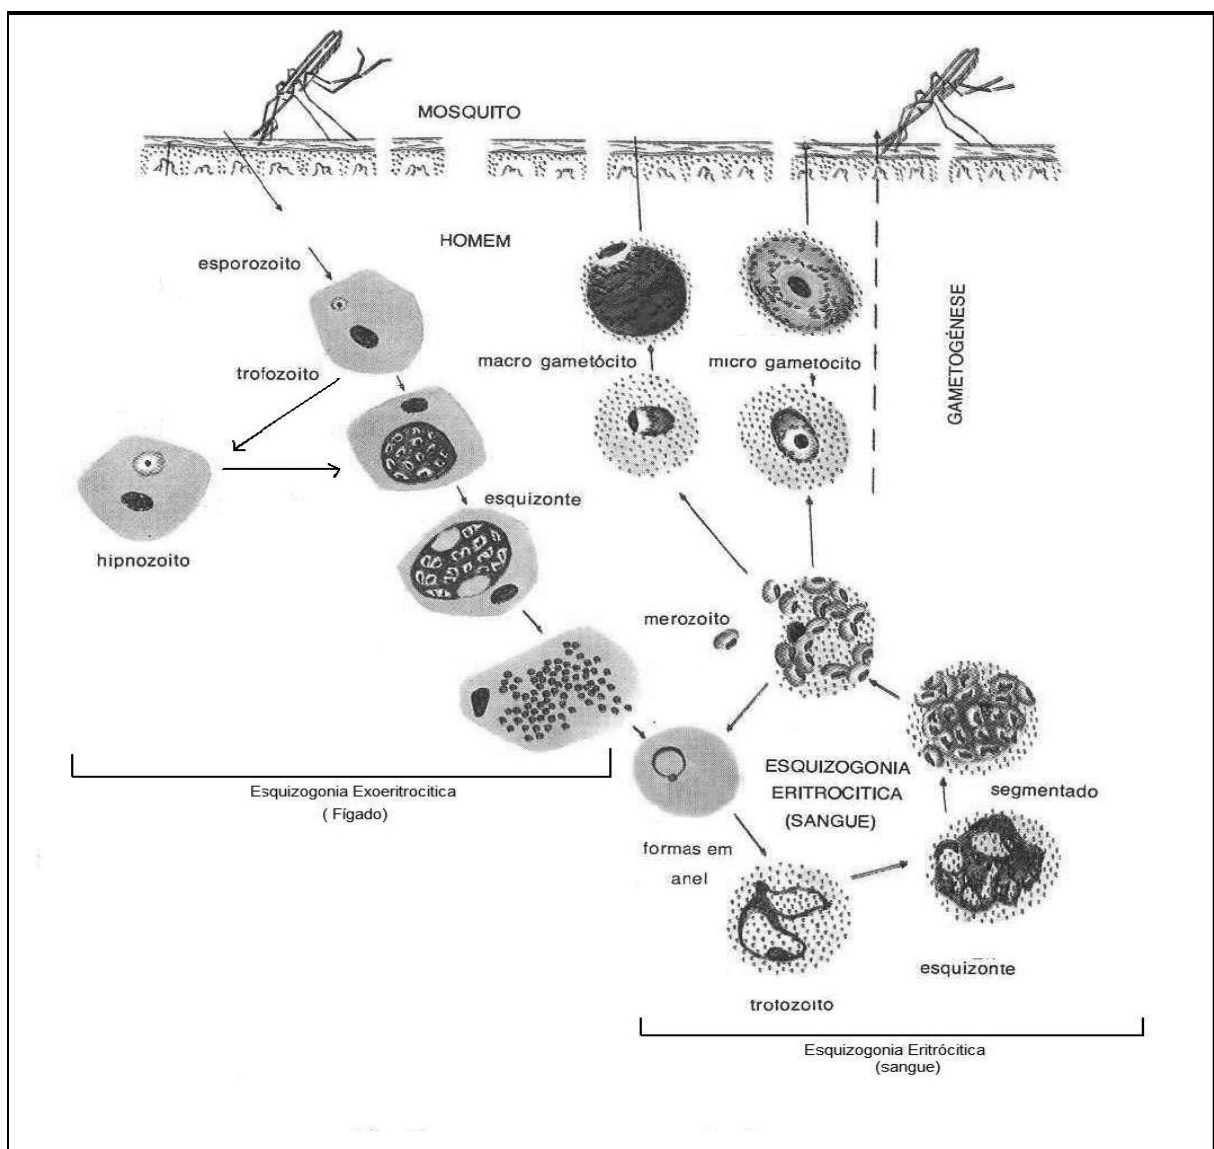 MOSQUITO
HOMEM
esporozoito
trofozoito
hipnozoito
esquizonte
macro gametócito
micro gametócito
GAMETOGÉNESE
merozoito
ESQUIZOGONIA
ERITROCITICA
(SANGUE)
segmentado
formas em
anel
trofozoito
esquizonte
Esquizogonia Exoeritrocitica
( Fígado)
Esquizogonia Eritrócitica
(sangue)